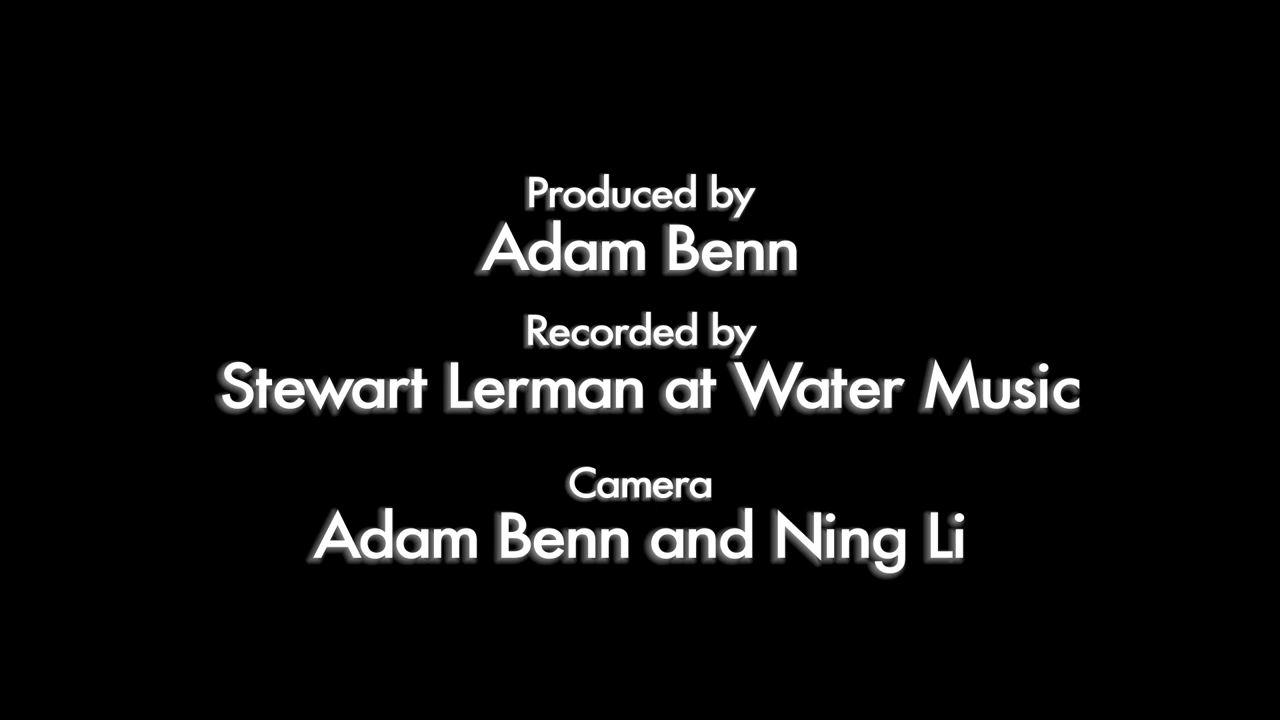 Produced by
Adam Benn
Recorded by
Stewart Lerman at Water Music
Camera
Adam Benn and Ning Li